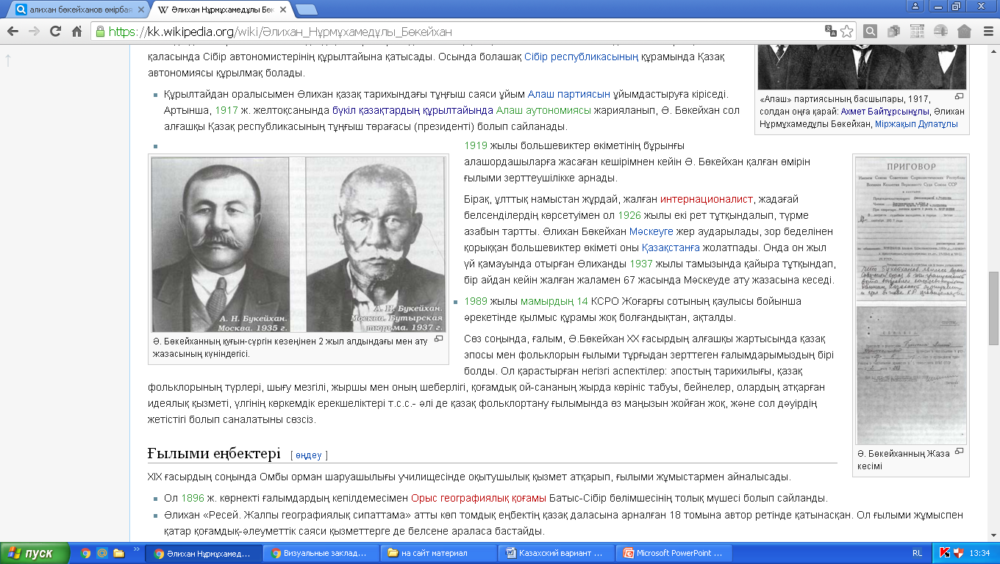 алихан бөкейханов өмірбая
Әлихан Нұрмұхамедұлы Бөк
https://kk.wikipedia.org/wiki/Әлихан_Нұрмұхамедұлы_Бөкейхан
қаласында Сібір автономистерінің құрылтайына қатысады. Осында болашақ Сібір республикасының құрамында Қазақ
автономиясы құрылмақ болады.
Құрылтайдан оралысымен Әлихан қазақ тарихындағы тұңғыш саяси ұйым Алаш партиясын ұйымдастыруға кіріседі.
Артынша, 1917 ж. желтоқсанында бүкіл қазақтардың құрылтайында Алаш аутономиясы жарияланып, Ә. Бөкейхан сол
алғашқы Қазақ республикасының тұңғыш төрағасы (президенті) болып сайланады.
«Алаш» партиясының басшылары, 1917,
солдан оңға қарай: Ахмет Байтұрсынұлы, Әлихан
Нұрмұхамедұлы Бөкейхан, Міржақып Дулатұлы
1919 жылы большевиктер өкіметінің бұрынғы
алашордашыларға жасаған кешірімнен кейін Ә. Бөкейхан қалған өмірін
ғылыми зерттеушілікке арнады.
Бірақ, ұлттық намыстан жұрдай, жалған интернационалист, жадағай
белсенділердің көрсетуімен ол 1926 жылы екі рет тұтқындалып, түрме
азабын тартты. Әлихан Бөкейхан Мәскеуге жер аударылады, зор беделінен
қорыққан большевиктер өкіметі оны Қазақстанға жолатпады. Онда он жыл
үй қамауында отырған Әлиханды 1937 жылы тамызында қайыра тұтқындап,
бір айдан кейін жалған жаламен 67 жасында Мәскеуде ату жазасына кеседі.
А. Н. Букейхан.
Москва. 1935 г.
А. Н. Букейхан.
Москва. Бутырская
тюрьма. 1937 г.
Ә. Бөкейханның қуғын-сүргін кезеңінен 2 жыл алдындағы мен ату
жазасының күніндегісі.
1989 жылы мамырдың 14 КСРО Жоғарғы сотының қаулысы бойынша
әрекетінде қылмыс құрамы жоқ болғандықтан, ақталды.
Сөз соңында, ғалым, Ә.Бөкейхан XX ғасырдың алғашқы жартысында қазақ
эпосы мен фольклорын ғылыми тұрғыдан зерттеген ғалымдарымыздың бірі
болды. Ол қарастырған негізгі аспектілер: эпостың тарихилығы, қазақ
фольклорының түрлері, шығу мезгілі, жыршы мәнінің шеберлігі, қоғамдық ой-сананың жырда көрініс табуы, бейнелер, олардың атқарған
идеялық қызметі, үлгінің көркемдік ерекшеліктері т.с.с.- әлі де қазақ фольклортану ғылымында өз маңызын жойған жоқ, және сол дәуірдің
жетістігі болып саналатыны сөзсіз.
ПРИГОВОР
Именем Союза Советских Социалистических Республик
Военная Коллегия Верховного Суда Союза ССР
Ә. Бөкейханның Жаза
кесімі
Ғылыми еңбектері [ өңдеу ]
XIX ғасырдың соңында Омбы орман шаруашылығы училищесінде оқытушылық қызмет атқарып, ғылыми жұмыстармен айналысады.
Ол 1896 ж. көрнекті ғалымдардың кепілдемесімен Орыс географиялық қоғамы Батыс-Сібір бөлімшесінің толық мүшесі болып сайланды.
Әлихан «Ресей. Жалпы географиялық сипаттама» атты көп томдық еңбектің қазақ даласына арналған 18 томына автор ретінде қатынасқан. Ол ғылыми жұмыспен
қатар қоғамдық-әлеуметтік саяси қызметтерге де белсене араласа бастайды.
пуск
Әлихан Нұрмұхамед...
Визуальные заклад...
на сайт материал
Казахский вариант ...
Microsoft PowerPoint ...
RL
13:34